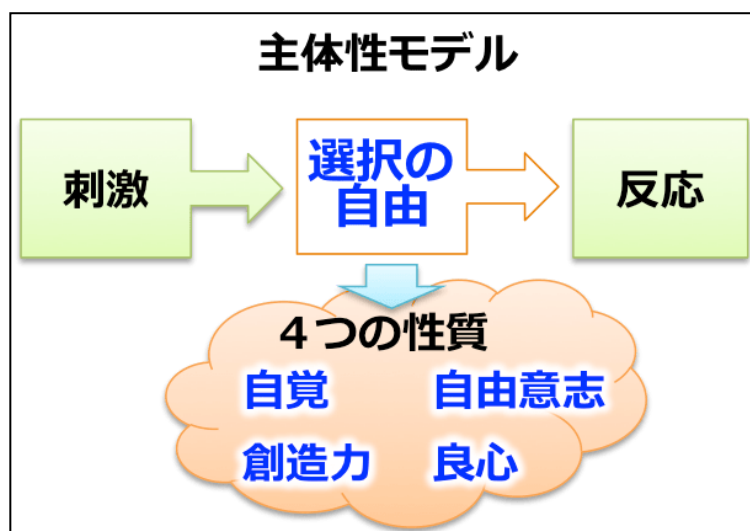 主体性モデル
刺激
選択の
自由
反応
４つの性質
自覚 自由意志
創造力 良心